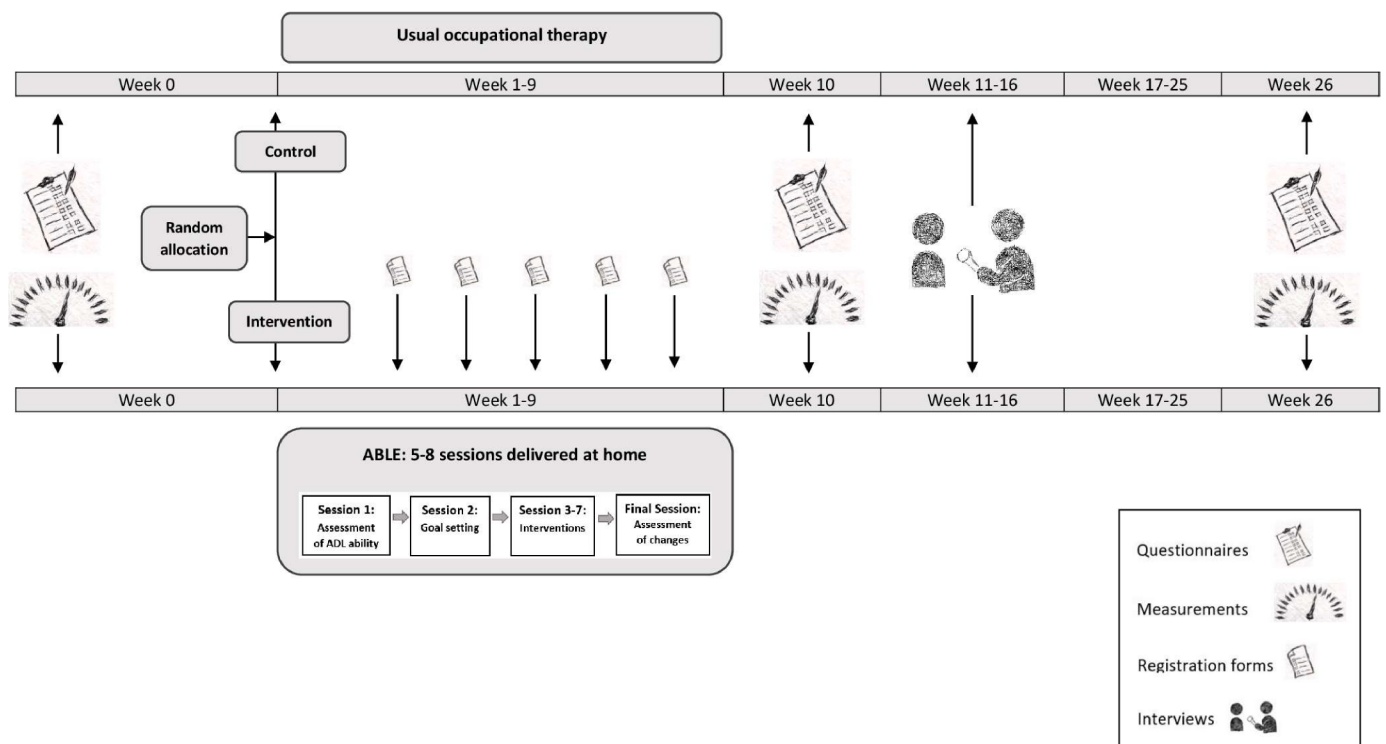 Usual occupational therapy
Week 0 Week 1-9 Week 10 Week 11-16 Week 17-25 Week 26
Control
Random
allocation
Intervention
Week 0 Week 1-9 Week 10 Week 11-16 Week 17-25 Week 26
ABLE: 5-8 sessions delivered at home
Session 1:
Assessment
of ADL ability
Session 2:
Goal setting
Session 3-7:
Interventions
Final Session:
Assessment
of changes
Questionnaires
Measurements
Registration forms
Interviews